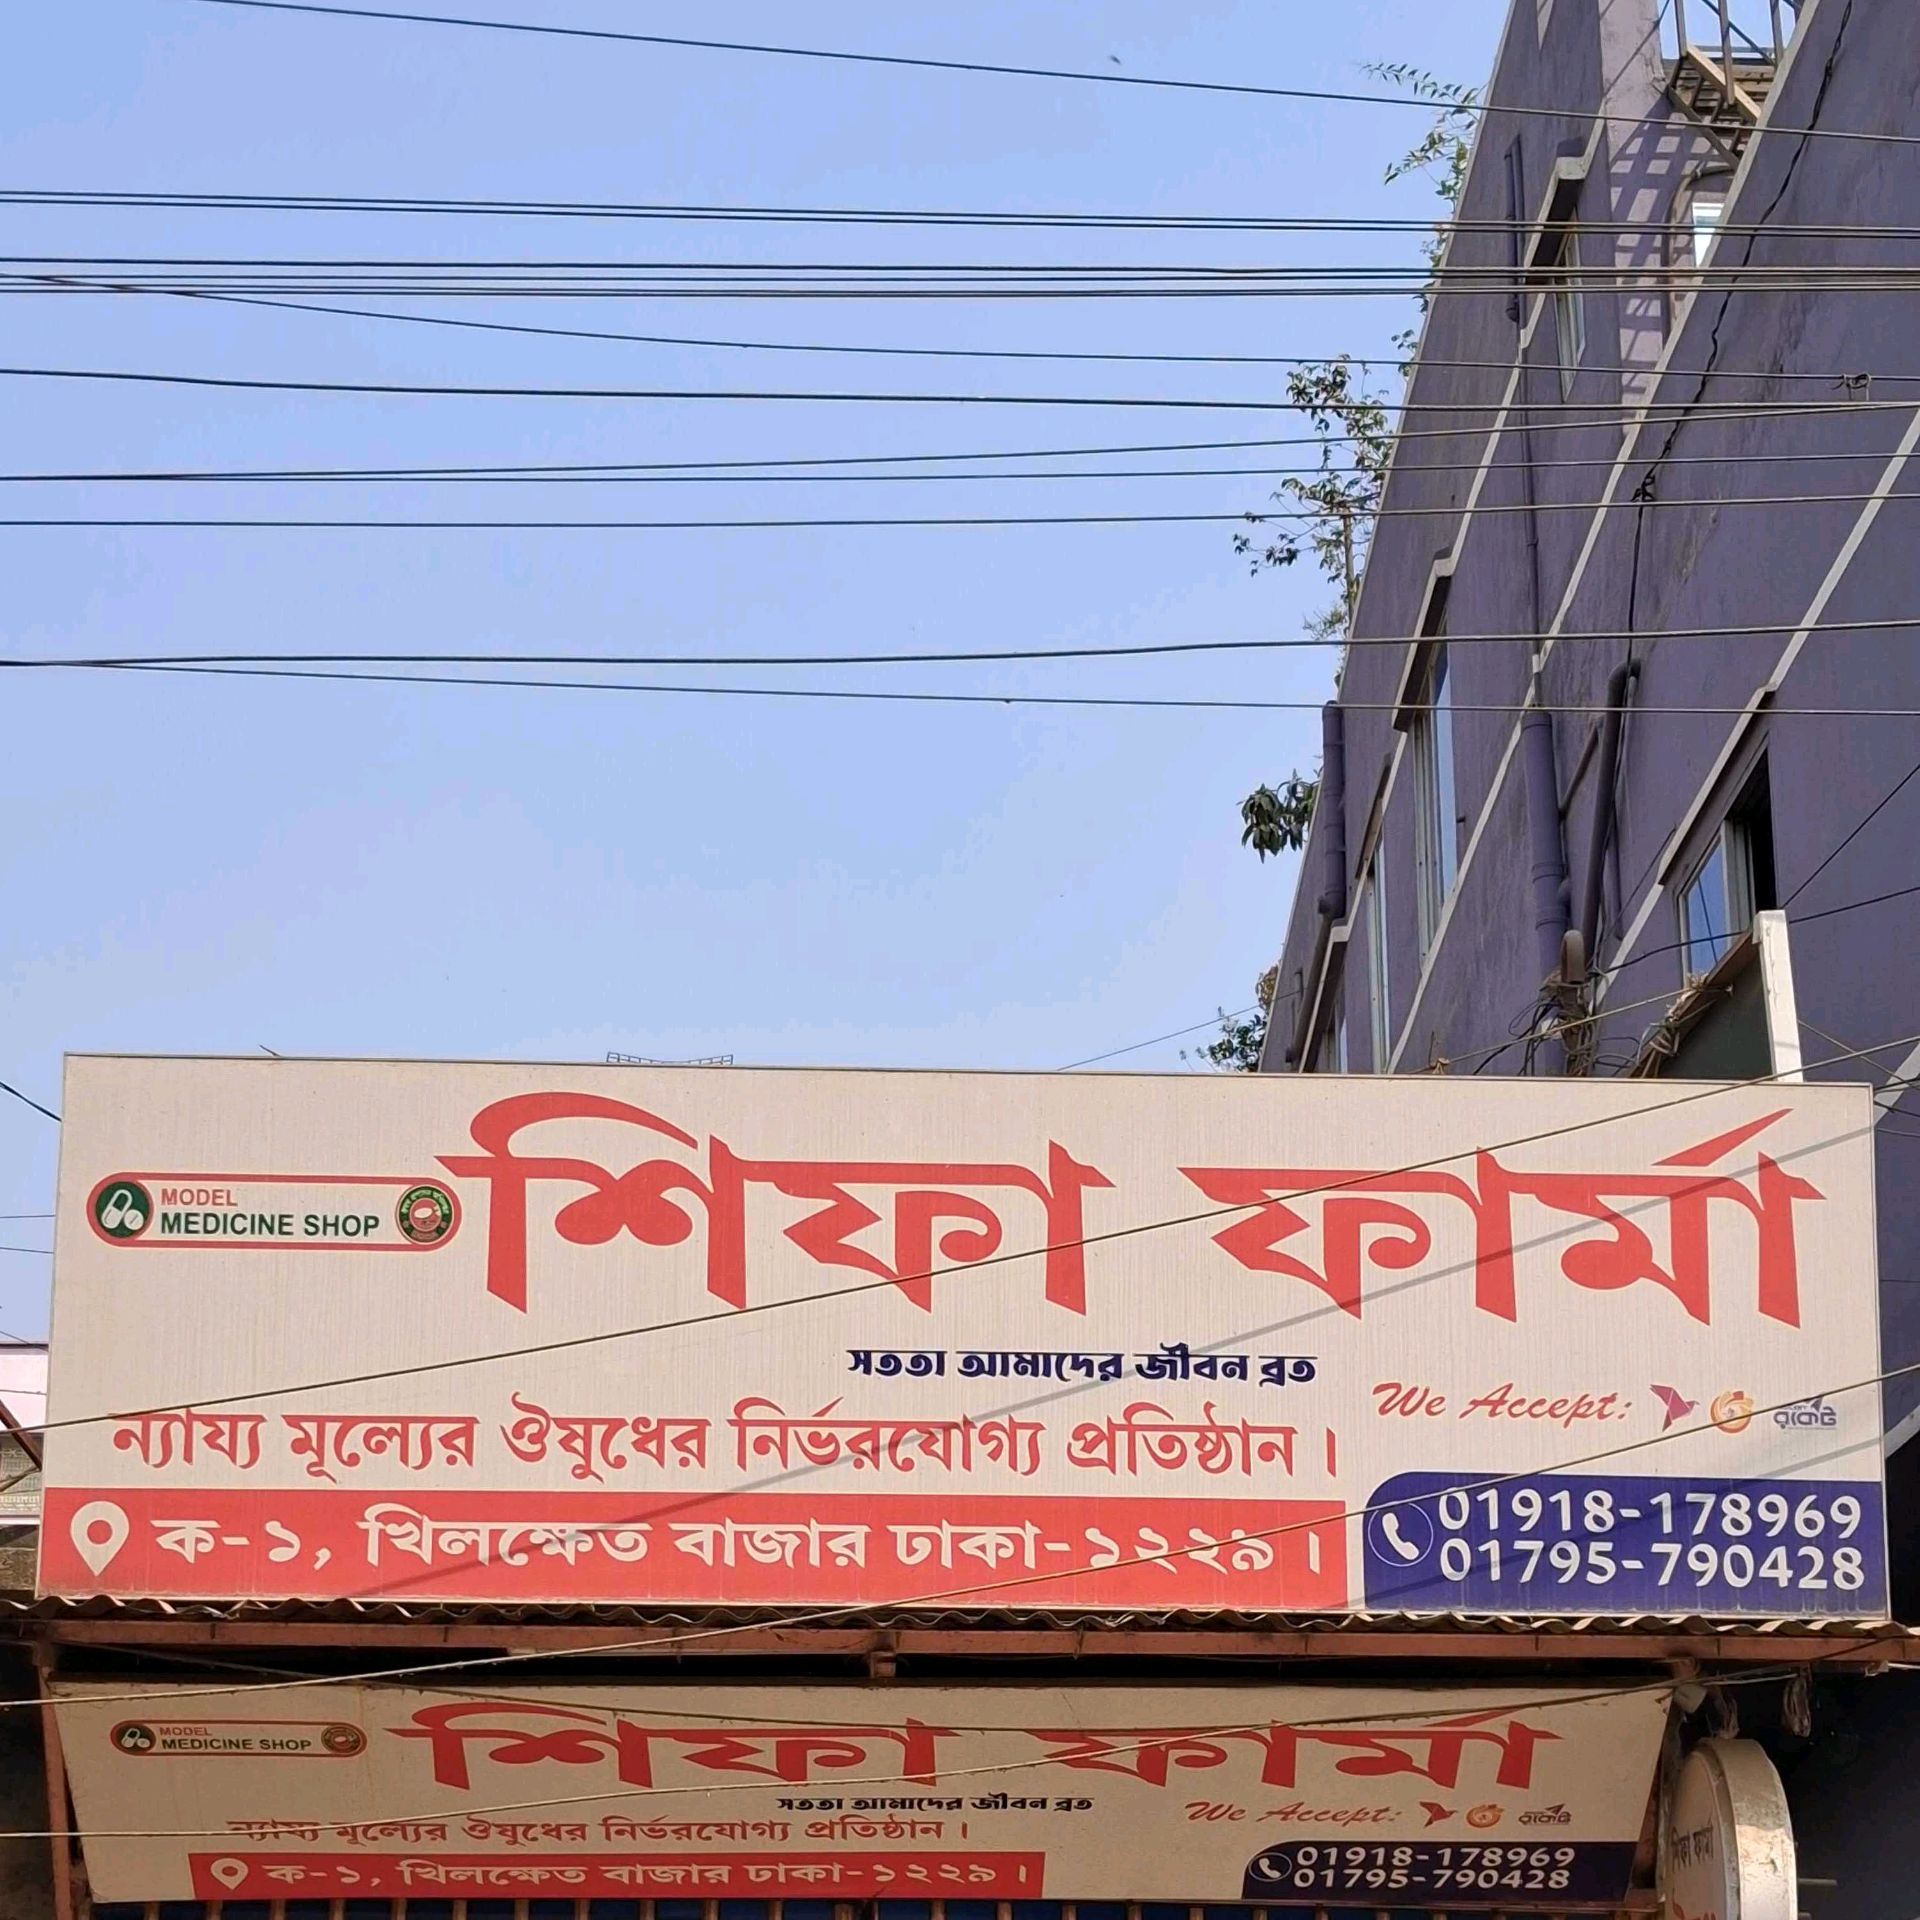 শিফা ফার্মা
MODEL
MEDICINE SHOP
সততা আমাদের জীবন ব্রত
ন্যায্য মূল্যের ঔষুধের নির্ভরযোগ্য প্রতিষ্ঠান।
We Accept:
রকেট
ক-১, খিলক্ষেত বাজার ঢাকা-১২২৯।
01918-178969
01795-790428
শিফা ফার্মা
MODEL
MEDICINE SHOP
সততা আমাদের জীবন ব্রত
ন্যায্য মূল্যের ঔষুধের নির্ভরযোগ্য প্রতিষ্ঠান।
We Accept:
রকেট
ক-১, খিলক্ষেত বাজার ঢাকা-১২২৯।
01918-178969
01795-790428
শিফা ফার্মা